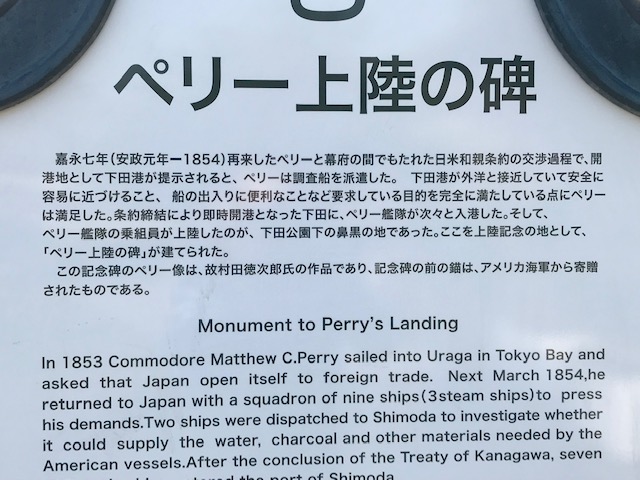 ペリー上陸の碑
嘉永七年(安政元年ー1854)再来したペリーと幕府の間でもたれた日米和親条約の交渉過程で、開
港地として下田港が提示されると、ペリーは調査船を派遣した。 下田港が外洋と接近していて安全に
容易に近づけること、 船の出入りに便利なことなど要求している目的を完全に満たしている点にペリー
は満足した。条約締結により即時開港となった下田に、ペリー艦隊が次々と入港した。そして、
ペリー艦隊の乗組員が上陸したのが、下田公園下の鼻黒の地であった。ここを上陸記念の地として、
「ペリー上陸の碑」が建てられた。
この記念碑のペリー像は、故村田徳次郎氏の作品であり、記念碑の前の錨は、アメリカ海軍から寄贈
されたものである。
Monument to Perry's Landing
In 1853 Commodore Matthew C.Perry sailed into Uraga in Tokyo Bay and
asked that Japan open itself to foreign trade. Next March 1854,he
returned to Japan with a squadron of nine ships(3steam ships)to press
his demands.Two ships were dispatched to Shimoda to investigate whether
it could supply the water, charcoal and other materials needed by the
American vessels.After the conclusion of the Treaty of Kanagawa, seven
the port of Shimoda.